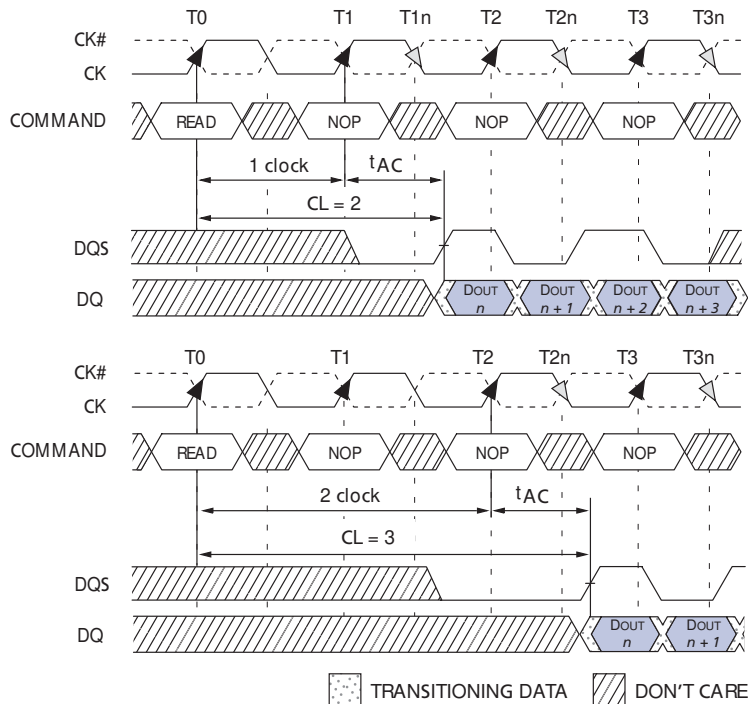 T0 T1 T1n T2 T2n T3 T3n
CK#
CK
COMMAND READ NOP NOP NOP
1 clock tAC
CL = 2
DQS
DQ DOUT n DOUT n + 1 DOUT n + 2 DOUT n + 3
T0 T1 T2 T2n T3 T3n
CK#
CK
COMMAND READ NOP NOP NOP
2 clock tAC
CL = 3
DQS
DQ DOUT n DOUT n + 1
TRANSITIONING DATA DON'T CARE